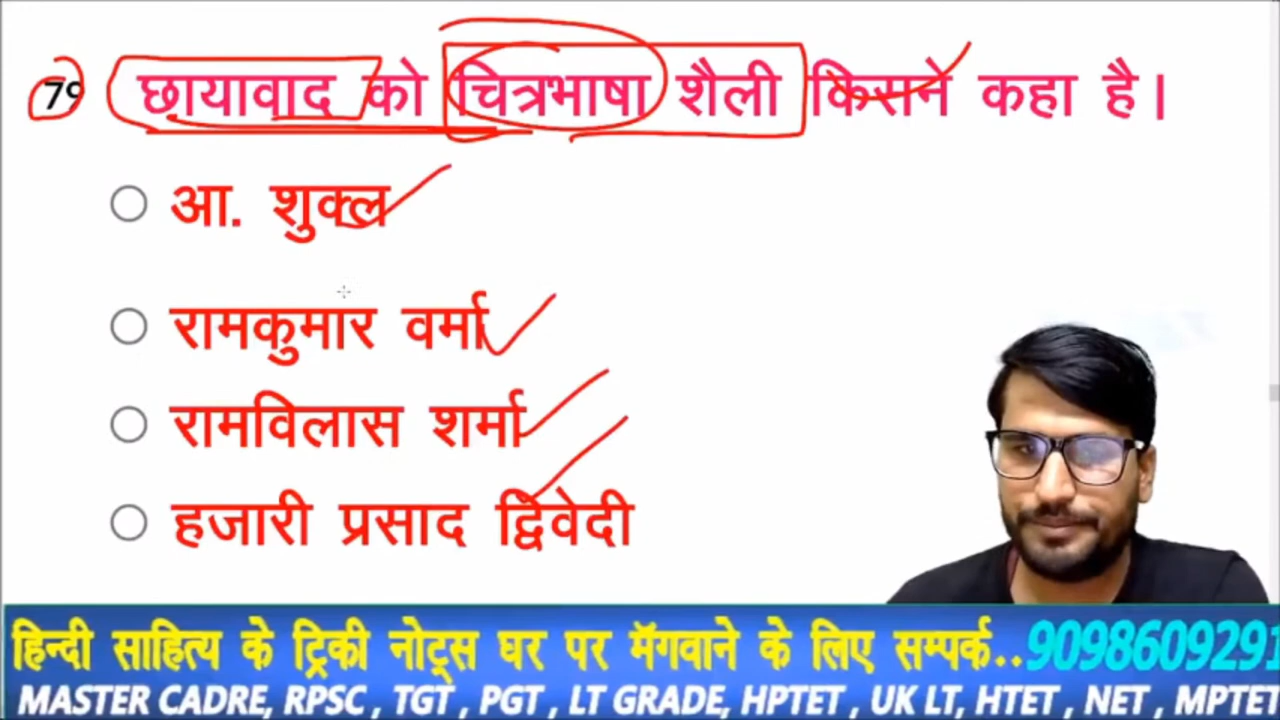 79 छायावाद को चित्रभाषा शैली किसने कहा है।
आ. शुक्ल
रामकुमार वर्मा
रामविलास शर्मा
हजारी प्रसाद द्विवेदी
हिन्दी साहित्य के ट्रिकी नोट्स घर पर मॅगवाने के लिए सम्पर्क..9098609291
MASTER CADRE, RPSC , TGT , PGT , LT GRADE, HPTET , UK LT, HTET , NET , MPTET